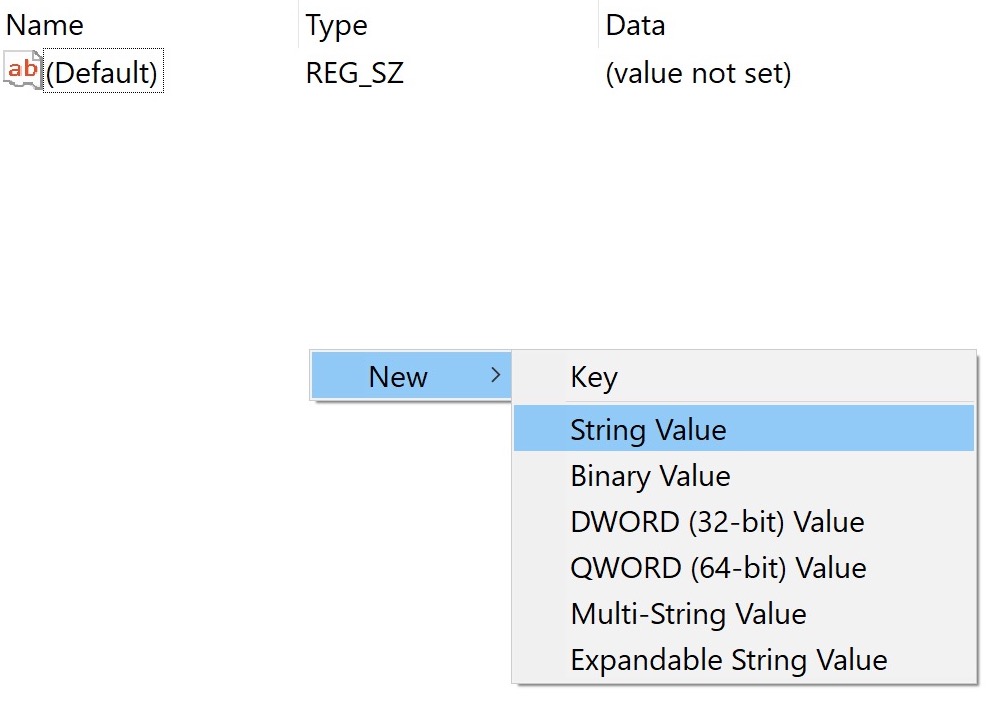 Name Type Data
ab (Default) REG_SZ (value not set)
New Key
String Value
Binary Value
DWORD (32-bit) Value
QWORD (64-bit) Value
Multi-String Value
Expandable String Value